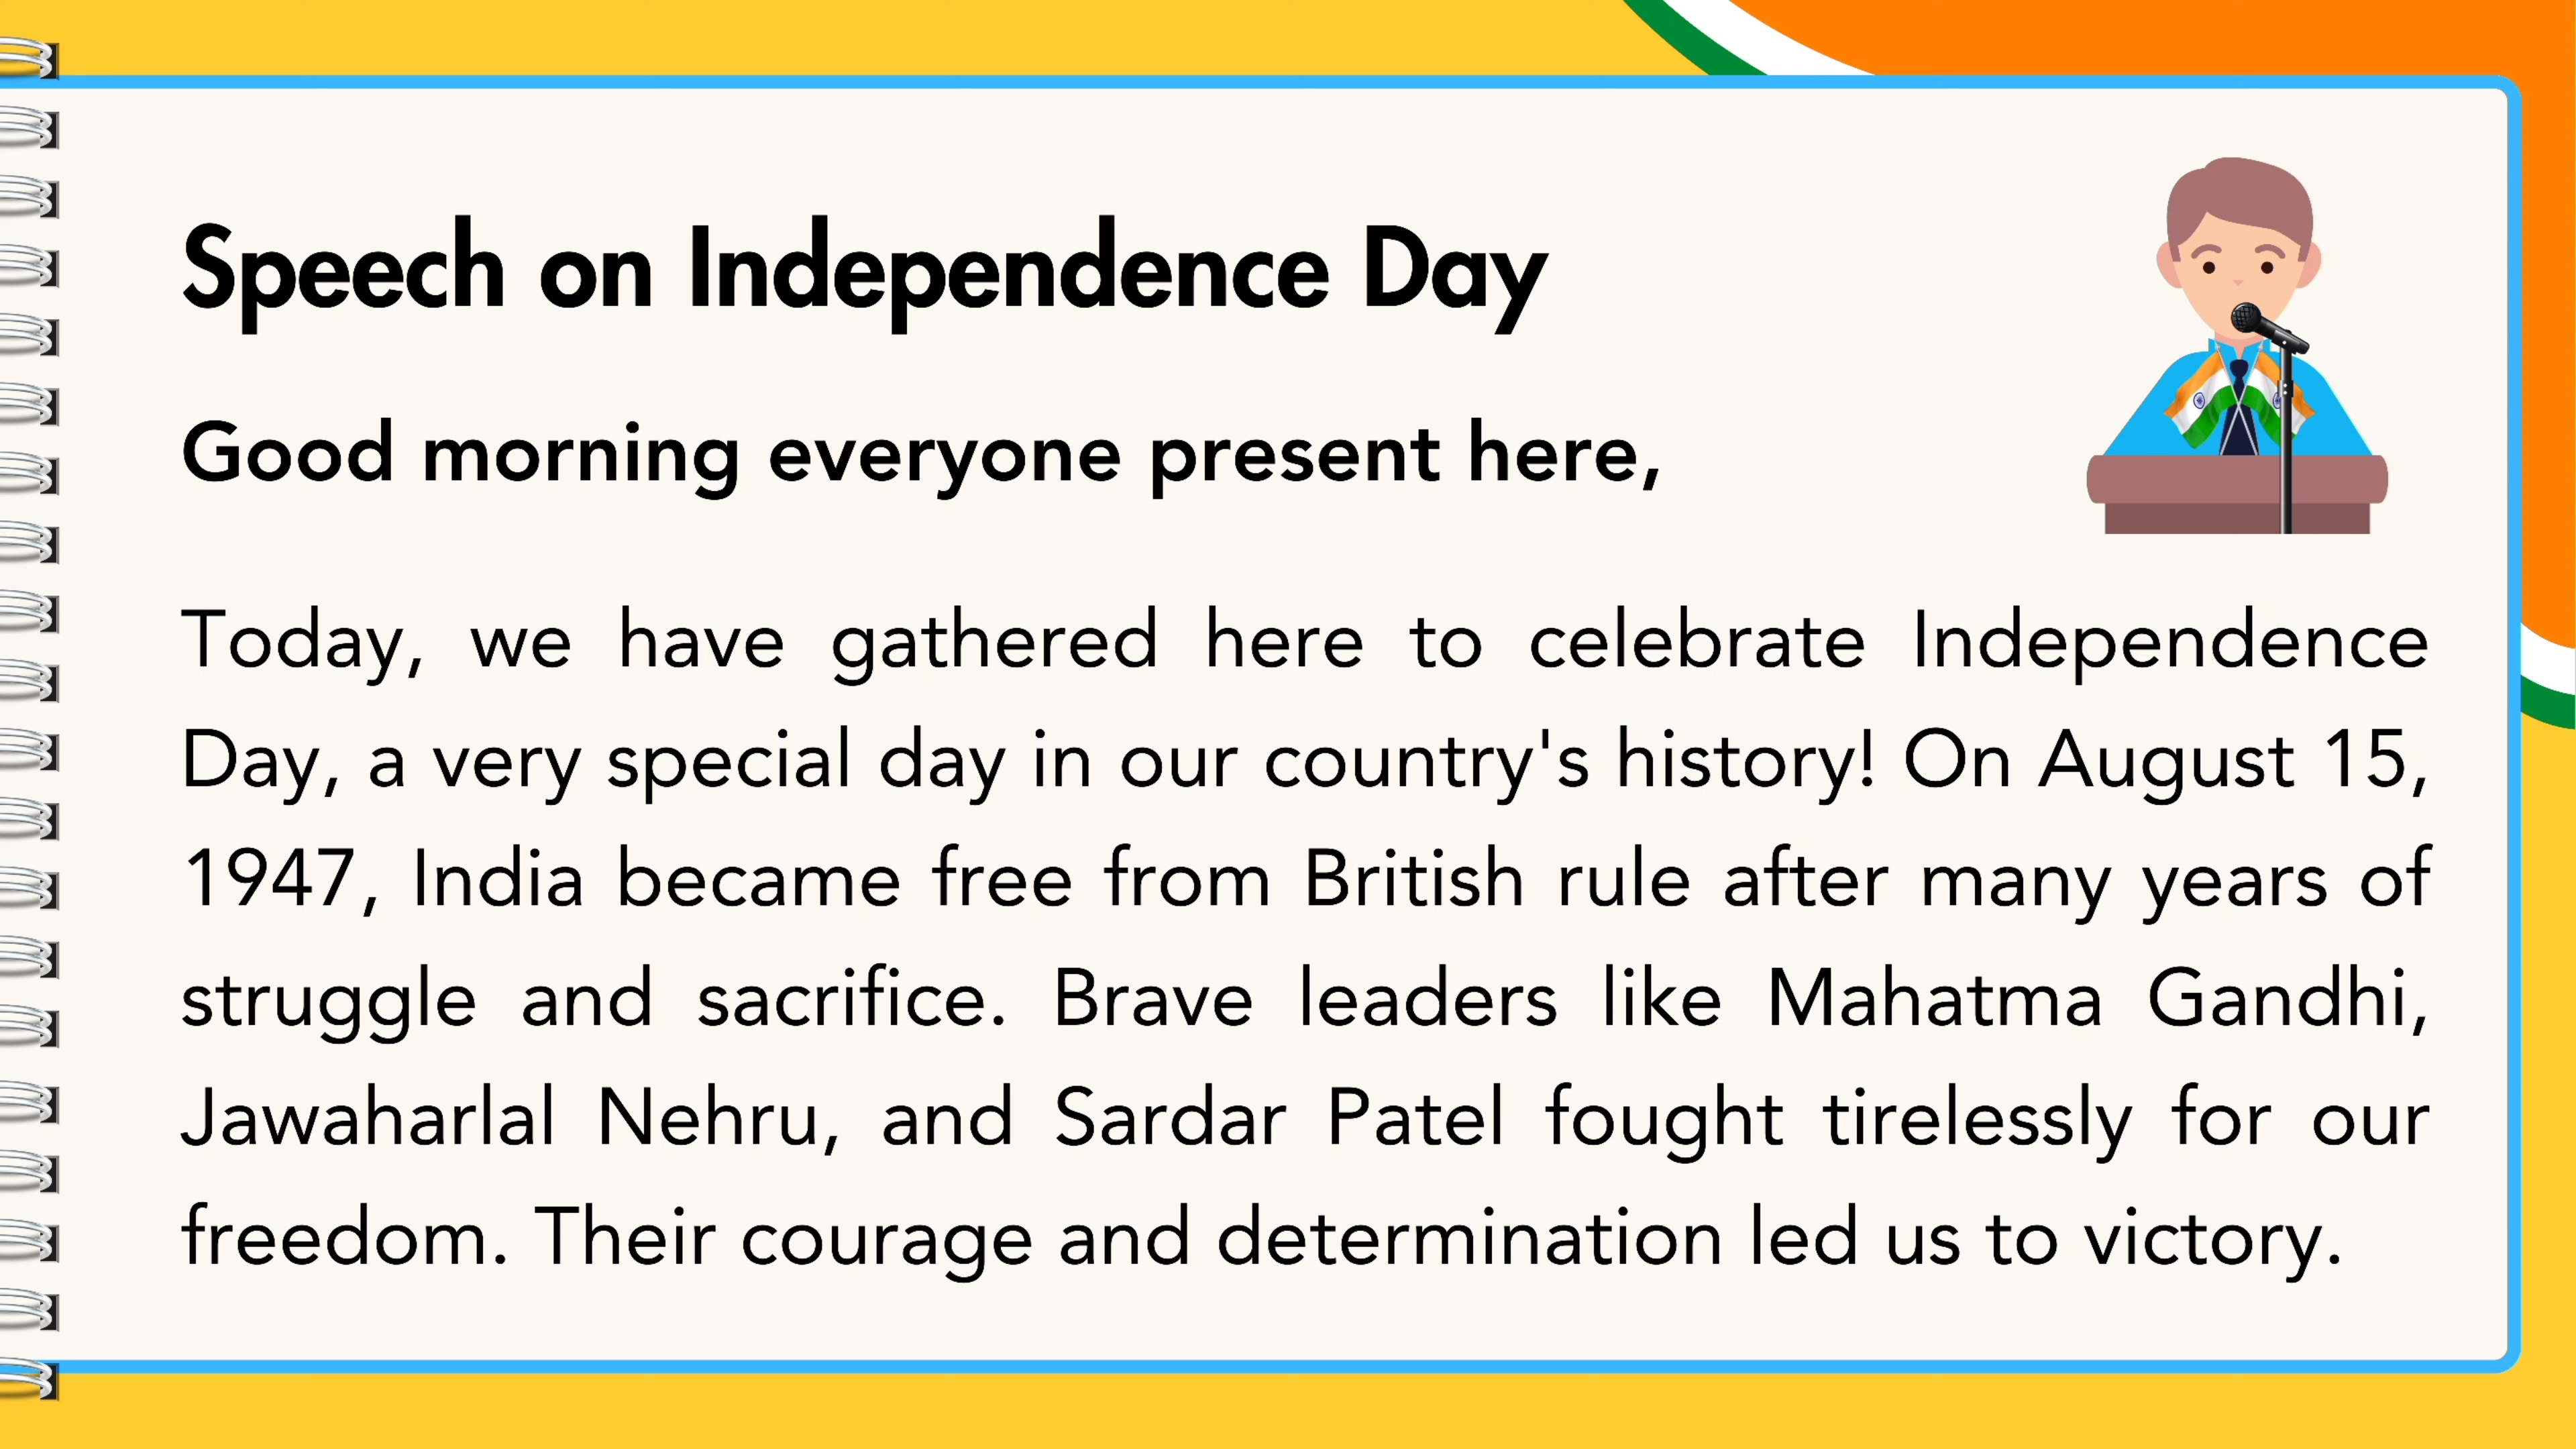 Speech on Independence Day
Good morning everyone present here,
Today, we have gathered here to celebrate Independence
Day, a very special day in our country's history! On August 15,
1947, India became free from British rule after many years of
struggle and sacrifice. Brave leaders like Mahatma Gandhi,
Jawaharlal Nehru, and Sardar Patel fought tirelessly for our
freedom. Their courage and determination led us to victory.